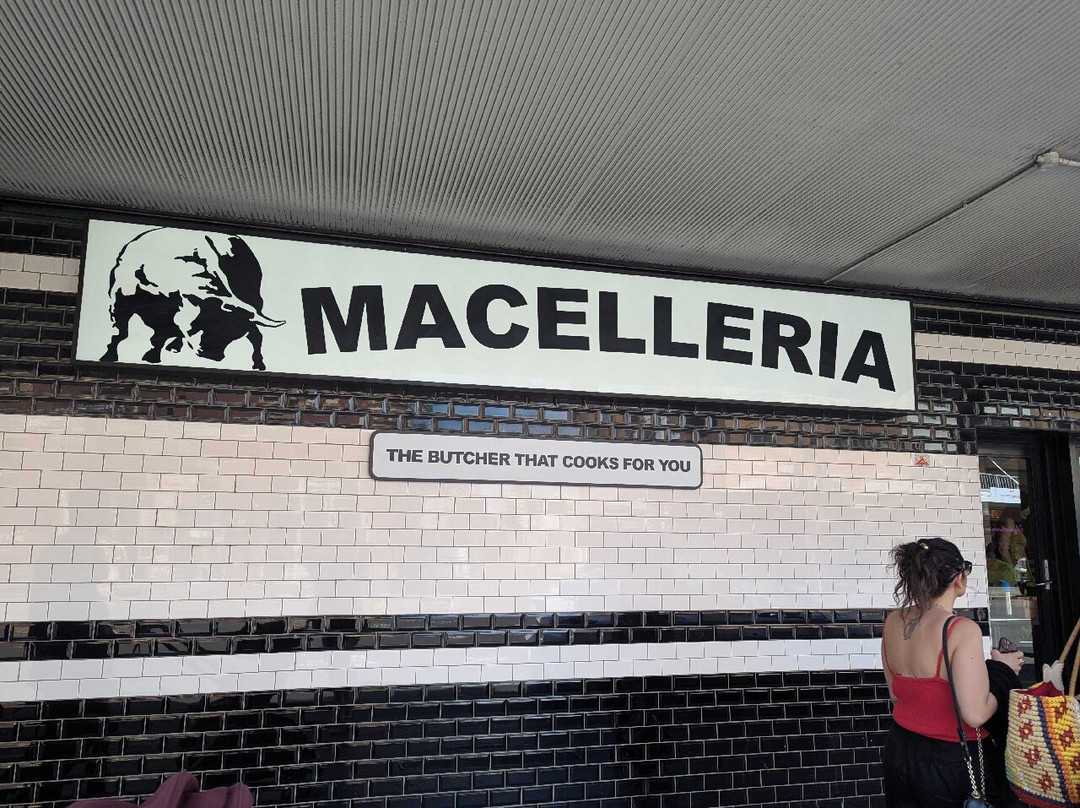 MACELLERIA
THE BUTCHER THAT COOKS FOR YOU